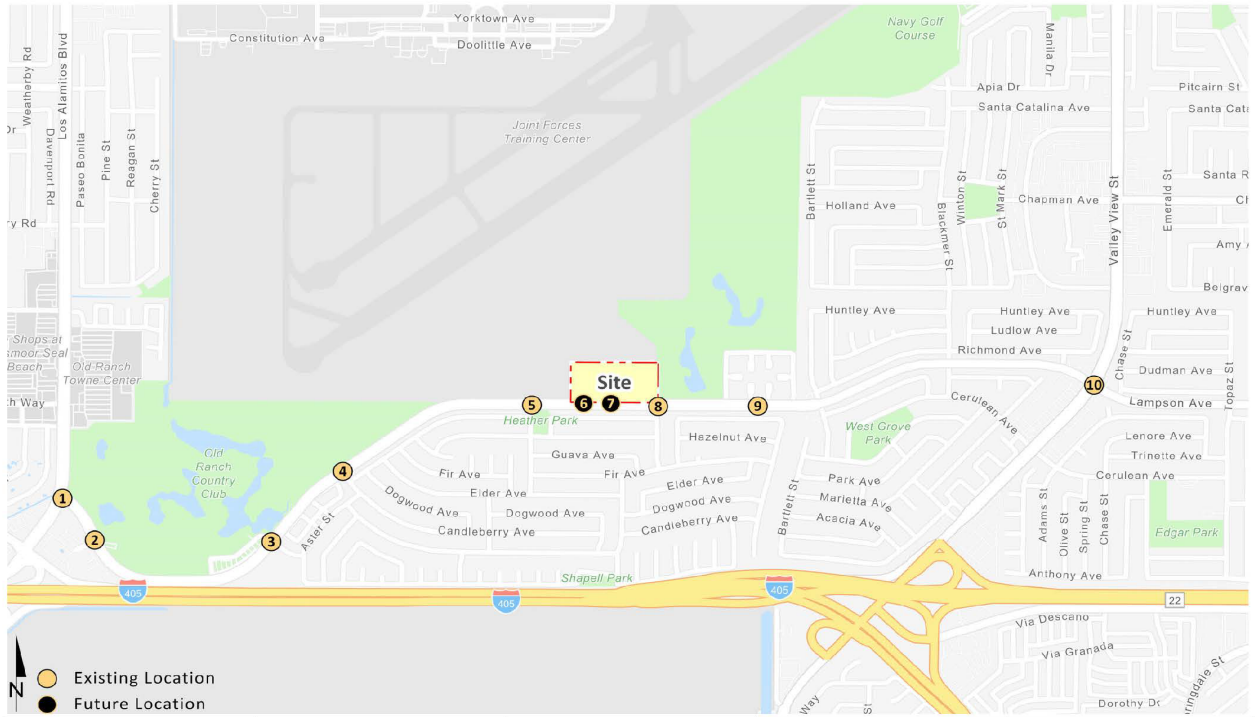 Yorktown Ave
Constitution Ave
Doolittle Ave
Navy Golf
Course
Weatherby Rd
Los Alamitos Blvd
Davenport Rd
Paseo Bonita
Pine St
Reagan St
Cherry St
Dr
ry Rd
Joint Forces
Training Center
Manila Dr
Apia Dr
Pitcairn St
Santa Catalina Ave
Santa Cat
Bartlett St
Holland Ave
Blackmer St
Winton St
St Mark St
Chapman Ave
Valley View St
Emerald St
Santa R
Ch
Amy A
Belgrav
Huntley Ave
Huntley Ave
Huntley Ave
Ludlow Ave
Richmond Ave
Chase St
Dudman Ave
Topaz St
Lampson Ave
Shops at
smoor Seal
Beach
Old Ranch
Towne Center
th Way
Site
5
6
7
8
9
10
Heather Park
Cerulean Ave
West Grove
Park
Hazelnut Ave
Guava Ave
Fir Ave
Fir Ave
Elder Ave
Elder Ave
Dogwood Ave
Dogwood Ave
Dogwood Ave
Candleberry Ave
Candleberry Ave
Aster St
Bartlett St
Park Ave
Marietta Ave
Acacia Ave
Lenore Ave
Trinette Ave
Cerulean Ave
Adams St
Olive St
Spring St
Chase St
Edgar Park
Anthony Ave
Old
Ranch
Country
Club
1
2
3
4
Shapell Park
405
405
405
22
Via Descano
Via Granada
ringdale St
Dorothy Dr
Way
St
N
Existing Location
Future Location